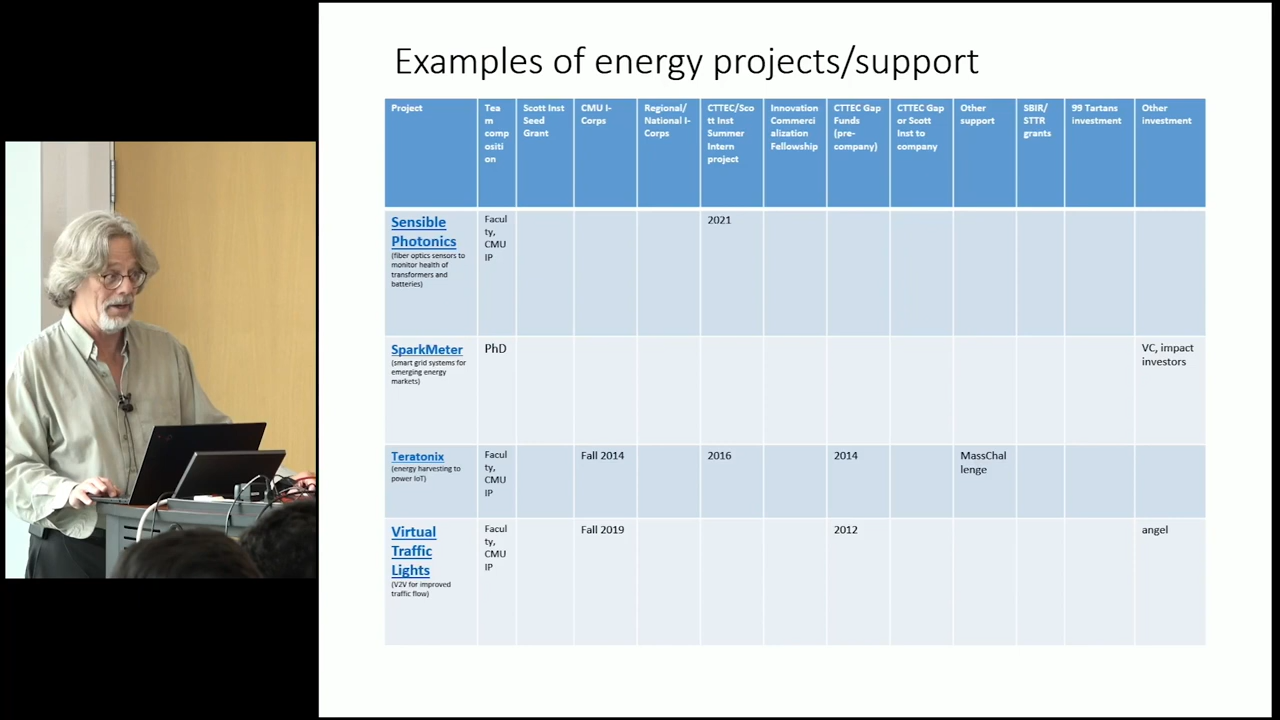 Examples of energy projects/support
Project
Tea
m
comp
ositi
on
Scott Inst
Seed
Grant
CMU I-
Corps
Regional/
National I-
Corps
CTTEC/Sco
tt Inst
Summer
Intern
project
Innovation
Commerci
alization
Fellowship
CTTEC Gap
Funds
(pre-
company)
CTTEC Gap
or Scott
Inst to
company
Other
support
SBIR/
STTR
grants
99 Tartans
investment
Other
investment
Sensible
Photonics
(fiber optics sensors to
monitor health of
transformers and
batteries)
Facul
ty,
CMU
IP
2021
SparkMeter
(smart grid systems for
emerging energy
markets)
PhD
VC, impact
investors
Teratonix
(energy harvesting to
power IoT)
Facul
ty,
CMU
IP
Fall 2014
2016
2014
MassChal
lenge
Virtual
Traffic
Lights
(V2V for improved
traffic flow)
Facul
ty,
CMU
IP
Fall 2019
2012
angel